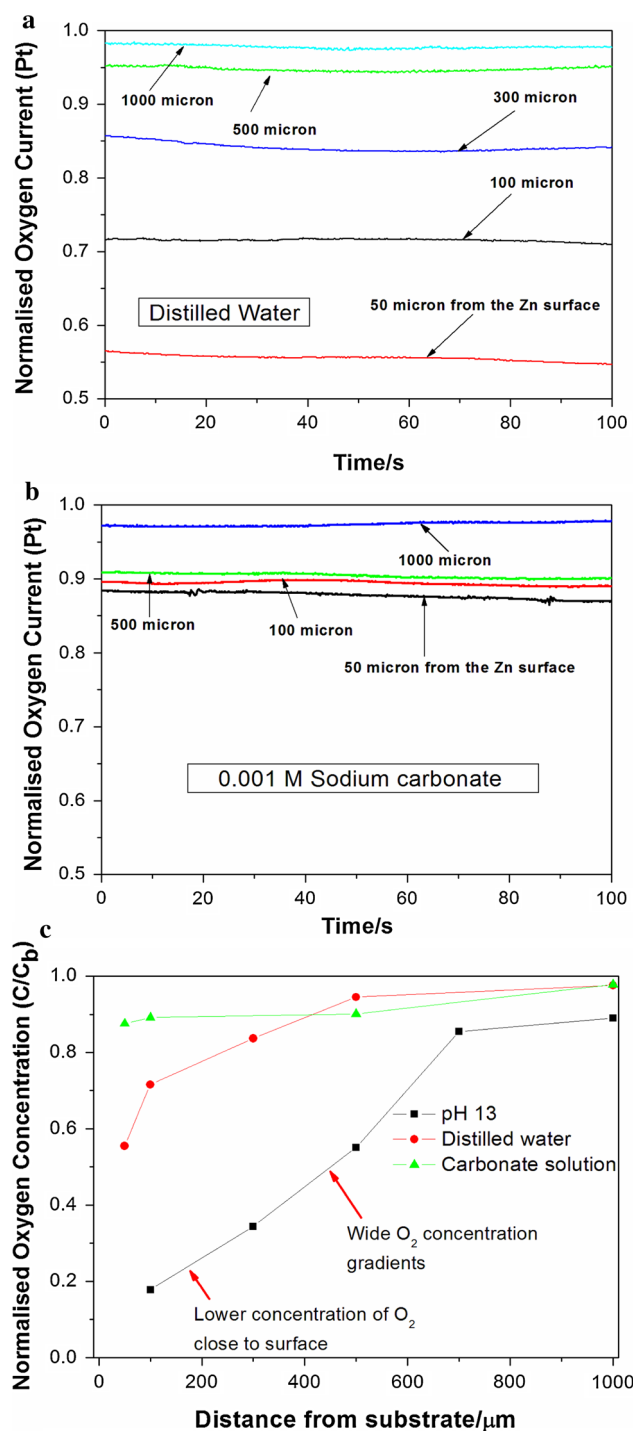 a
Normalised Oxygen Current (Pt)
1.0
0.9
0.8
0.7
0.6
0.5
1000 micron
500 micron
300 micron
100 micron
50 micron from the Zn surface
Distilled Water
0 20 40 60 80 100
Time/s
b
Normalised Oxygen Current (Pt)
1.0
0.9
0.8
0.7
0.6
0.5
1000 micron
500 micron
100 micron
50 micron from the Zn surface
0.001 M Sodium carbonate
0 20 40 60 80 100
Time/s
c
Normalised Oxygen Concentration (C/Cb)
1.0
0.8
0.6
0.4
0.2
0.0
pH 13
Distilled water
Carbonate solution
Wide O2 concentration
gradients
Lower concentration of O2
close to surface
0 200 400 600 800 1000
Distance from substrate/μm